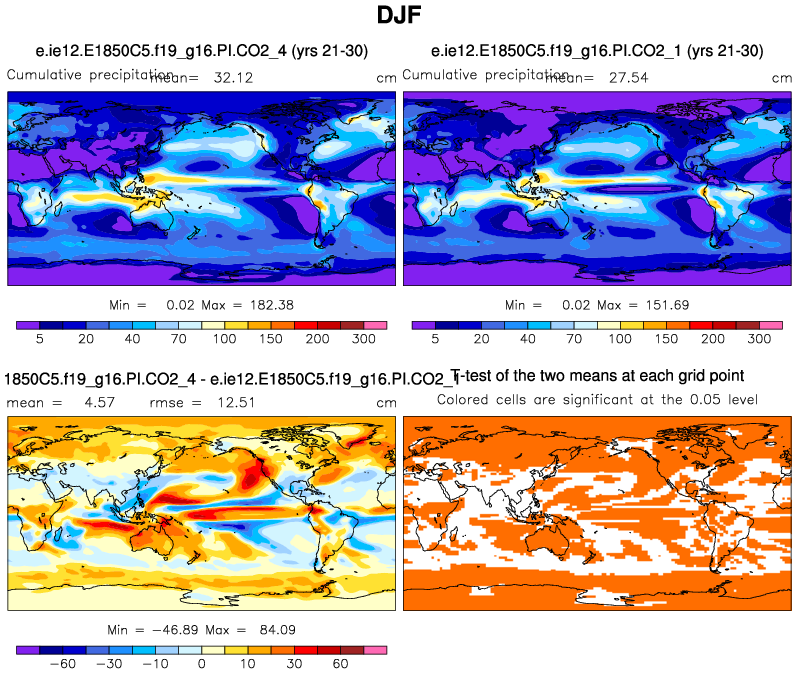 DJF
e.ie12.E1850C5.f19_g16.PI.CO2_4 (yrs 21-30)
Cumulative precipitation mean= 32.12 cm
Min = 0.02 Max = 182.38
5 20 40 70 100 150 200 300
e.ie12.E1850C5.f19_g16.PI.CO2_1 (yrs 21-30)
Cumulative precipitation mean= 27.54 cm
Min = 0.02 Max = 151.69
5 20 40 70 100 150 200 300
1850C5.f19_g16.PI.CO2_4 - e.ie12.E1850C5.f19_g16.PI.CO2_1
mean = 4.57 rmse = 12.51 cm
Min = -46.89 Max = 84.09
-60 -30 -10 0 10 30 60
T-test of the two means at each grid point
Colored cells are significant at the 0.05 level